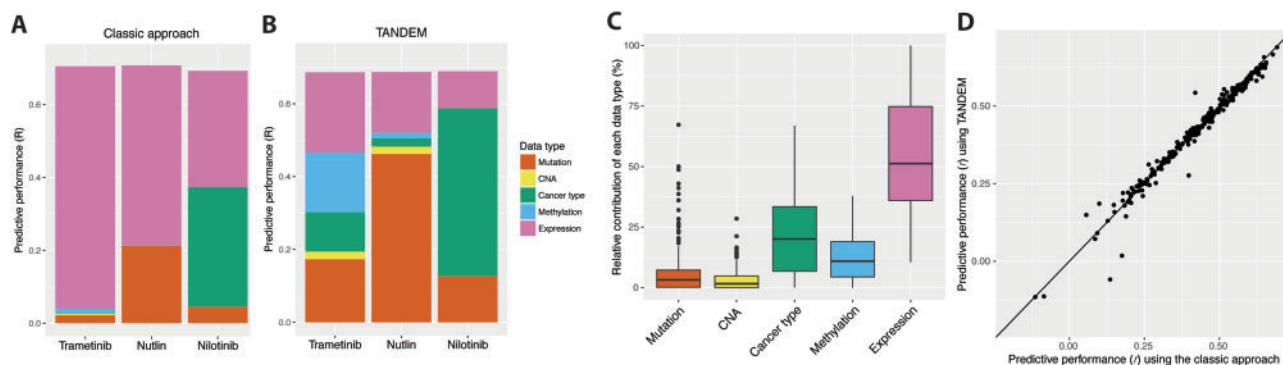 A
Classic approach
Predictive performance (R)
0.6
0.4
0.2
0.0
Trametinib Nutlin Nilotinib
B
TANDEM
Predictive performance (R)
0.6
0.4
0.2
0.0
Trametinib Nutlin Nilotinib
Data type
Mutation
CNA
Cancer type
Methylation
Expression
C
Relative contribution of each data type (%)
100
75
50
25
0
Mutation
CNA
Cancer type
Methylation
Expression
D
Predictive performance (r) using TANDEM
0.50
0.25
0.00
0.00 0.25 0.50
Predictive performance (r) using the classic approach